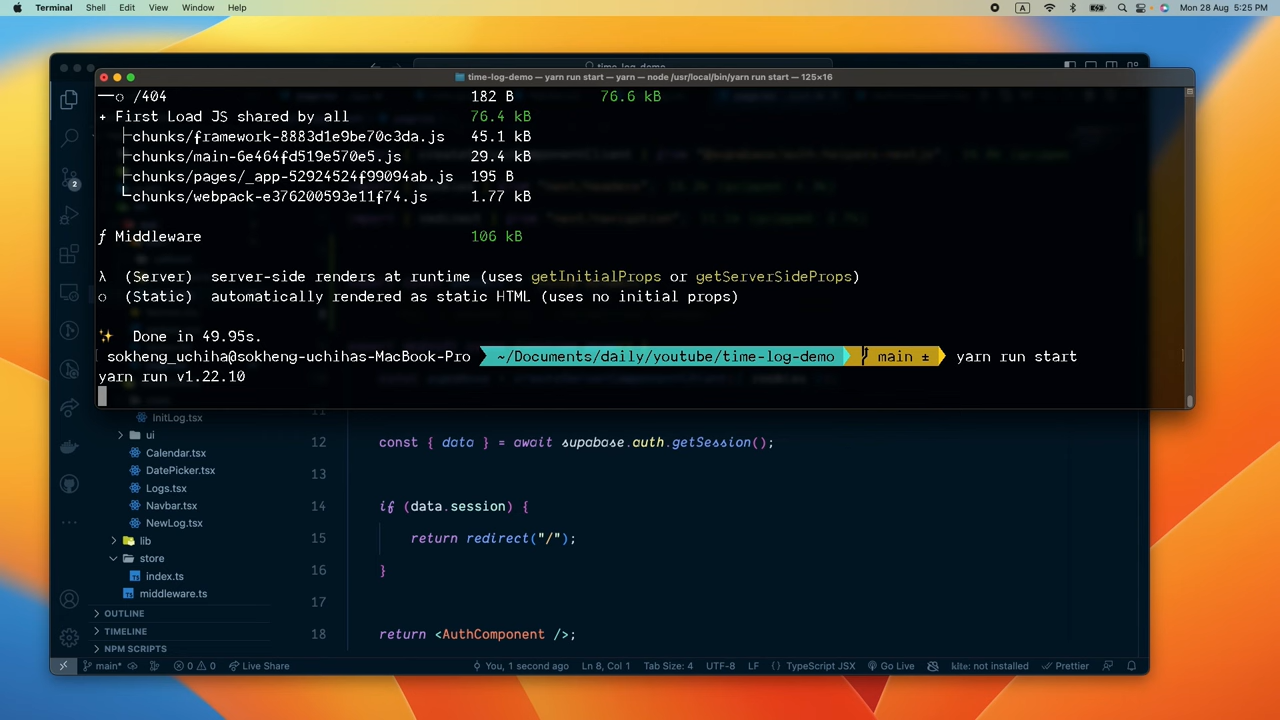 Terminal Shell Edit View Window Help A Mon 28 Aug 5:25 PM
time-log-demo
time-log-demo — yarn run start — yarn — node /usr/local/bin/yarn run start — 125×16
○ /404 182 B 76.6 kB
+ First Load JS shared by all 76.4 kB
├chunks/framework-8883d1e9be70c3da.js 45.1 kB
├chunks/main-6e464fd519e570e5.js 29.4 kB
├chunks/pages/_app-52924524f99094ab.js 195 B
└chunks/webpack-e376200593e11f74.js 1.77 kB
ƒ Middleware 106 kB
λ (Server) server-side renders at runtime (uses getInitialProps or getServerSideProps)
○ (Static) automatically rendered as static HTML (uses no initial props)
✨ Done in 49.95s.
sokheng_uchiha@sokheng-uchihas-MacBook-Pro ~/Documents/daily/youtube/time-log-demo main ± yarn run start
yarn run v1.22.10
2
InitLog.tsx
ui
Calendar.tsx
DatePicker.tsx
Logs.tsx
Navbar.tsx
NewLog.tsx
lib
store
index.ts
middleware.ts
OUTLINE
TIMELINE
NPM SCRIPTS
11
12 const { data } = await supabase.auth.getSession();
13
14 if (data.session) {
15 return redirect("/");
16 }
17
18 return <AuthComponent />;
main* 0 0 Live Share You, 1 second ago Ln 8, Col 1 Tab Size: 4 UTF-8 LF {} TypeScript JSX Go Live kite: not installed Prettier